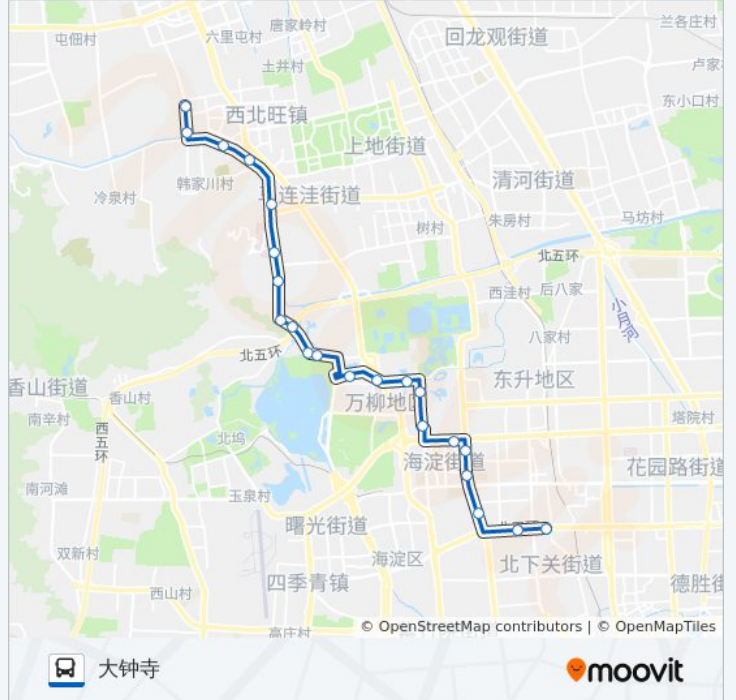 兰各庄村
唐家岭村
屯佃村
六里屯村
回龙观街道
土井村
卢家
东小口村
西北旺镇
上地街道
韩家川村
清河街道
冷泉村
连洼街道
马坊村
朱房村
树村
北五环
西洼村
后八家
小月河
八家村
北五环
东升地区
香山街道
香山村
万柳地区
南辛村
塔院村
西五环
北坞
海淀街道
花园路街道
南河滩
玉泉村
曙光街道
双新村
海淀区
北下关街道
四季青镇
德胜街
西山村
高庄村
© OpenStreetMap contributors | © OpenMapTiles
大钟寺
moovit